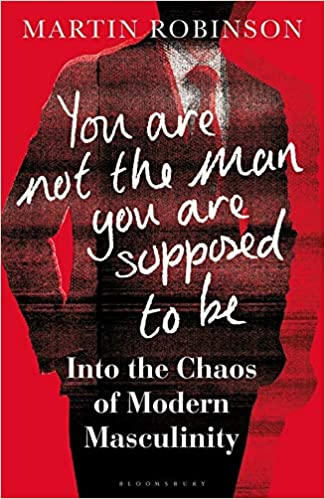 MARTIN ROBINSON
You are
not the man
you are
supposed
to be
Into the Chaos
of Modern
Masculinity
BLOOMSBURY